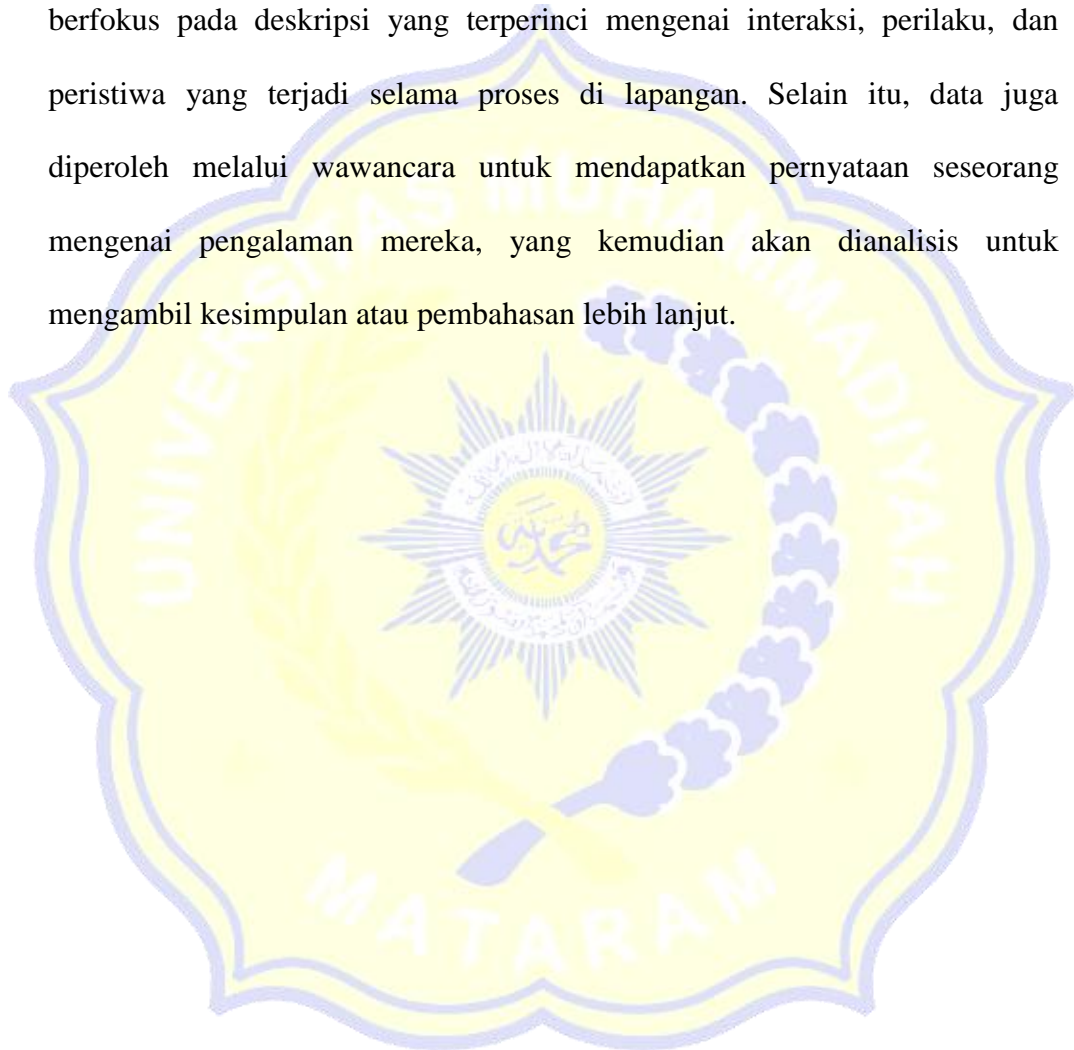 berfokus pada deskripsi yang terperinci mengenai interaksi, perilaku, dan
peristiwa yang terjadi selama proses di lapangan. Selain itu, data juga
diperoleh melalui wawancara untuk mendapatkan pernyataan seseorang
mengenai pengalaman mereka, yang kemudian akan dianalisis untuk
mengambil kesimpulan atau pembahasan lebih lanjut.
UNIVERSITAS MUHAMMADIYAH
محمد
MATARAM